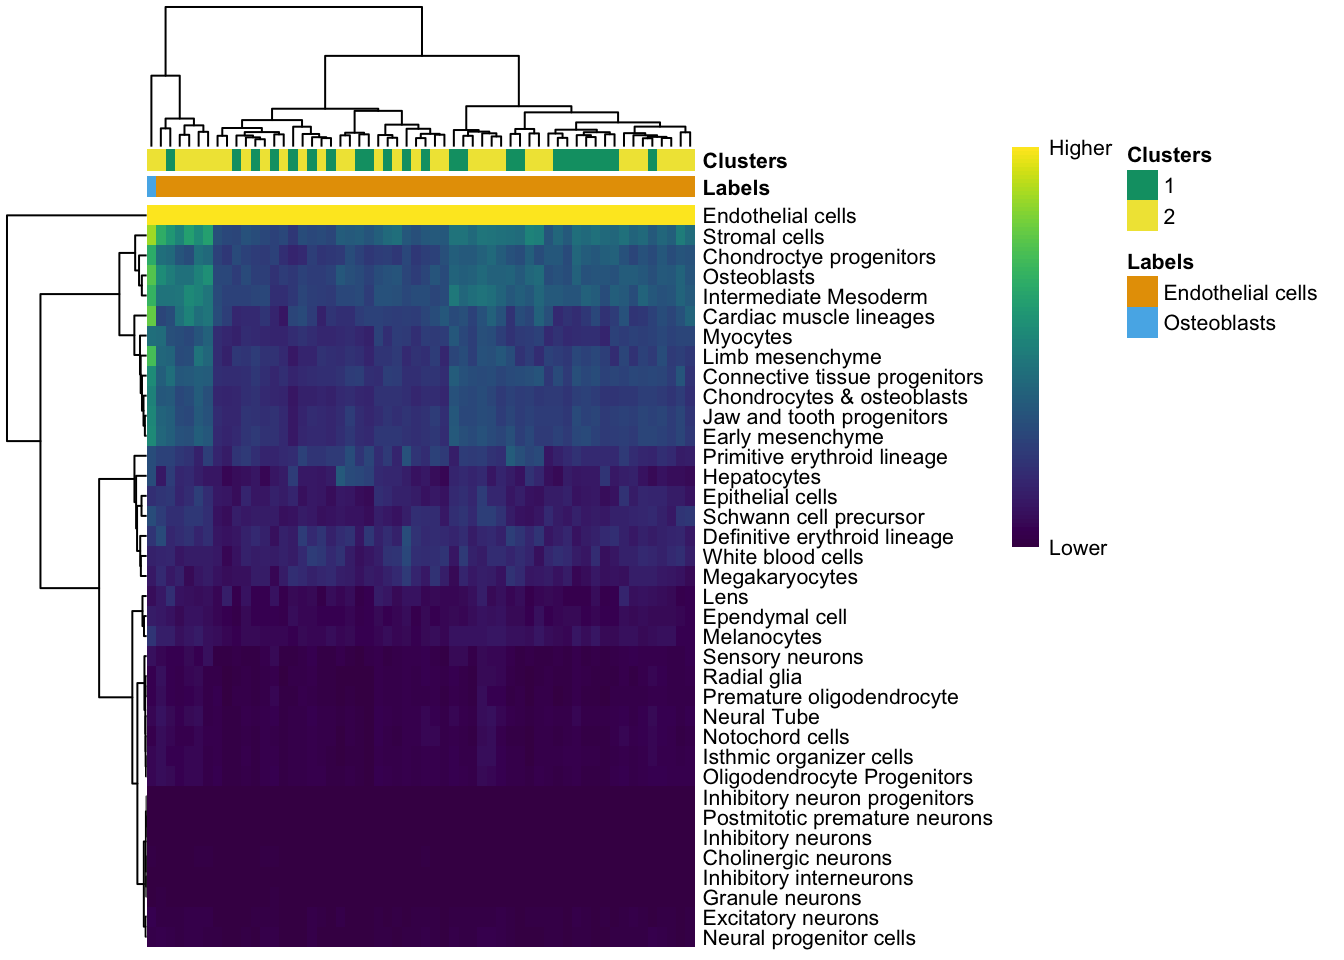 Clusters
Labels
Endothelial cells
Stromal cells
Chondroctye progenitors
Osteoblasts
Intermediate Mesoderm
Cardiac muscle lineages
Myocytes
Limb mesenchyme
Connective tissue progenitors
Chondrocytes & osteoblasts
Jaw and tooth progenitors
Early mesenchyme
Primitive erythroid lineage
Hepatocytes
Epithelial cells
Schwann cell precursor
Definitive erythroid lineage
White blood cells
Megakaryocytes
Lens
Ependymal cell
Melanocytes
Sensory neurons
Radial glia
Premature oligodendrocyte
Neural Tube
Notochord cells
Isthmic organizer cells
Oligodendrocyte Progenitors
Inhibitory neuron progenitors
Postmitotic premature neurons
Inhibitory neurons
Cholinergic neurons
Inhibitory interneurons
Granule neurons
Excitatory neurons
Neural progenitor cells
Higher
Lower
Clusters
1
2
Labels
Endothelial cells
Osteoblasts